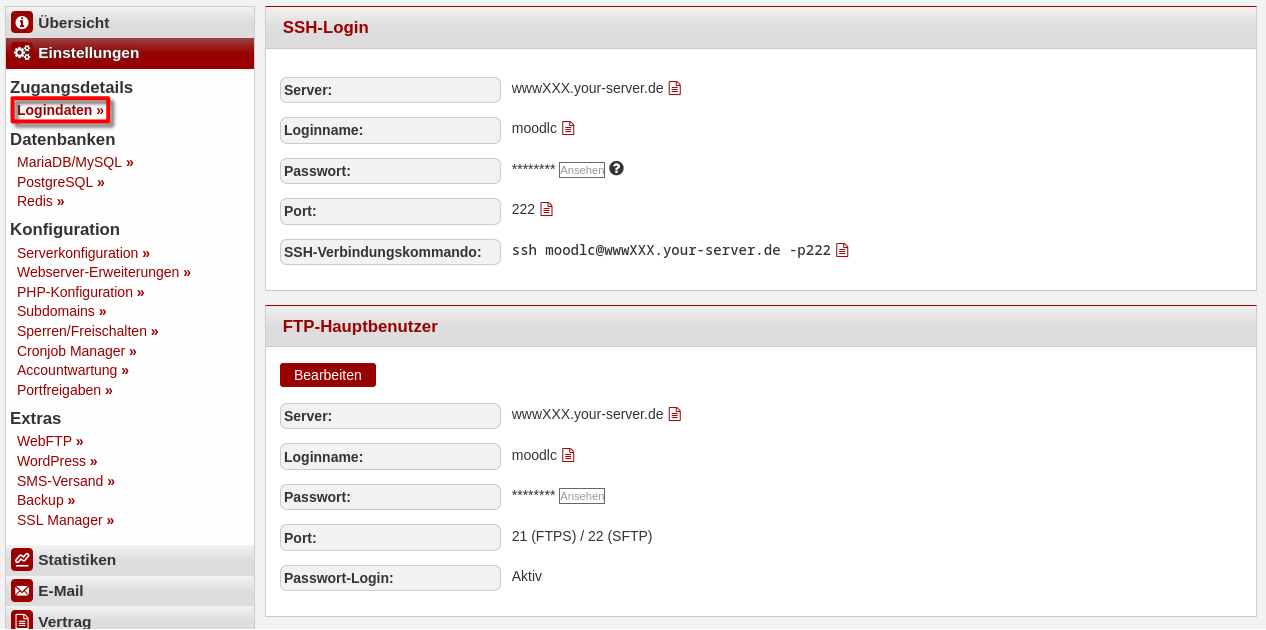 Übersicht
Einstellungen
Zugangsdetails
Logindaten »
Datenbanken
MariaDB/MySQL »
PostgreSQL »
Redis »
Konfiguration
Serverkonfiguration »
Webserver-Erweiterungen »
PHP-Konfiguration »
Subdomains »
Sperren/Freischalten »
Cronjob Manager »
Accountwartung »
Portfreigaben »
Extras
WebFTP »
WordPress »
SMS-Versand »
Backup »
SSL Manager »
Statistiken
E-Mail
Vertrag
SSH-Login
Server: wwwXXX.your-server.de
Loginname: moodlc
Passwort: ******** Ansehen ?
Port: 222
SSH-Verbindungskommando: ssh moodlc@wwwXXX.your-server.de -p222
FTP-Hauptbenutzer
Bearbeiten
Server: wwwXXX.your-server.de
Loginname: moodlc
Passwort: ******** Ansehen
Port: 21 (FTPS) / 22 (SFTP)
Passwort-Login: Aktiv